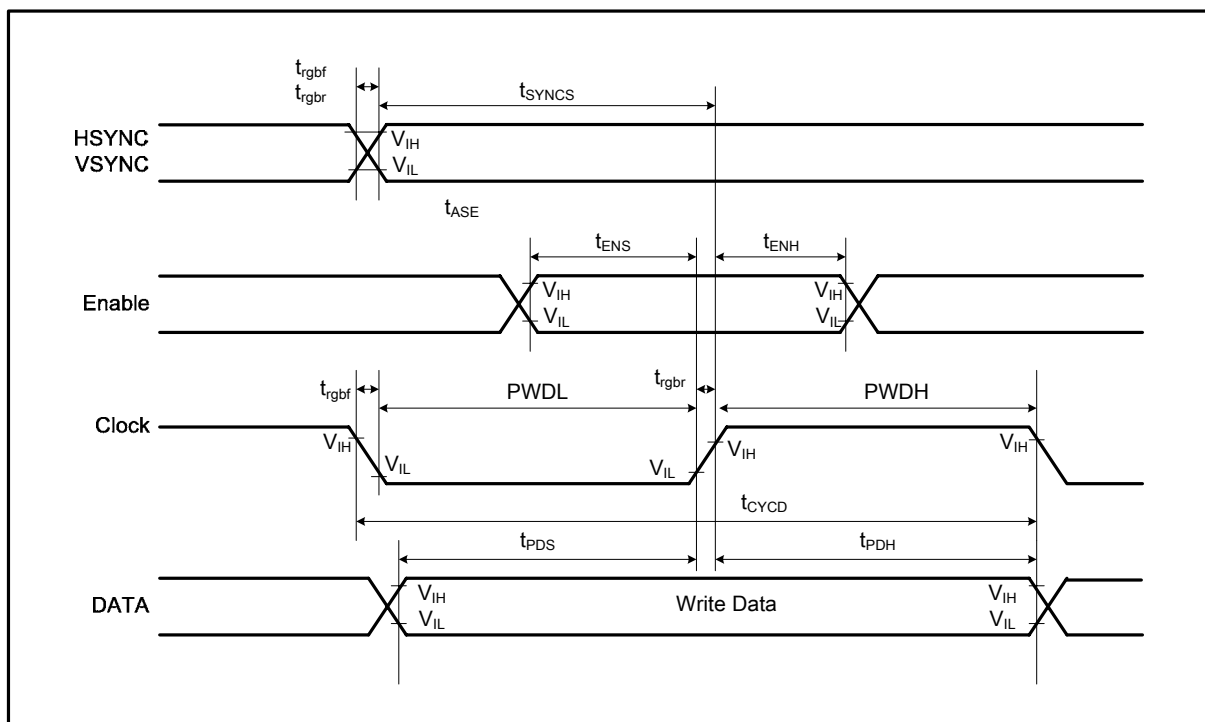 trgbf
trgbr
tSYNCS
HSYNC
VIH
VSYNC
VIL
tASE
tENS
tENH
Enable
VIH
VIH
VIL
VIL
trgbf
PWDL
trgbr
PWDH
Clock
VIH
VIL
VIL
VIH
VIH
tCYCD
tPDS
tPDH
DATA
VIH
Write Data
VIH
VIL
VIL